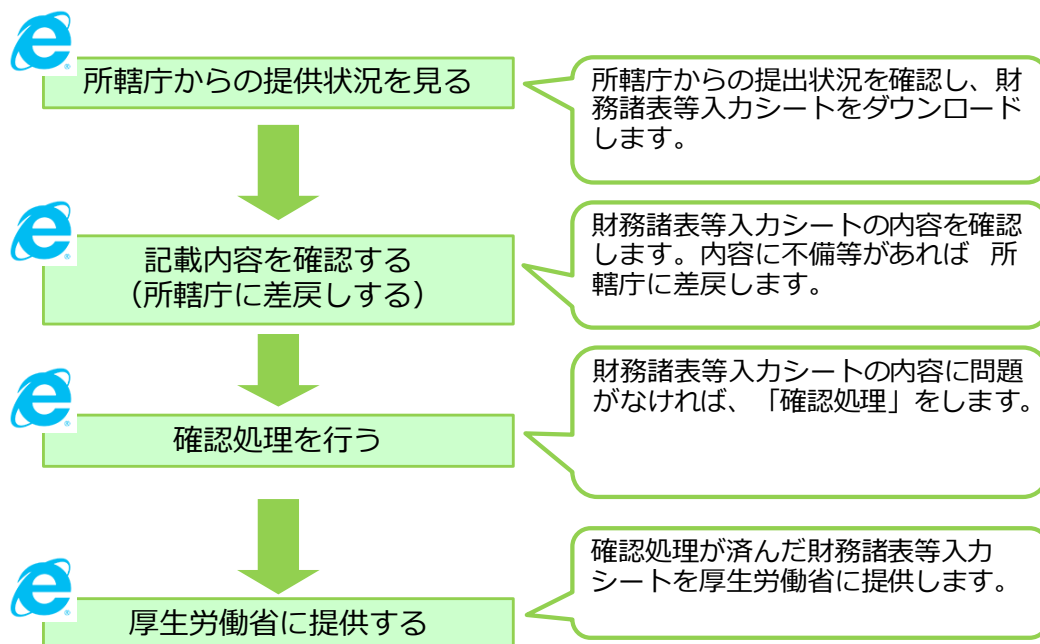 所轄庁からの提供状況を見る
所轄庁からの提出状況を確認し、財
務諸表等入力シートをダウンロード
します。
記載内容を確認する
（所轄庁に差戻しする）
財務諸表等入力シートの内容を確認
します。内容に不備等があれば　所
轄庁に差戻します。
確認処理を行う
財務諸表等入力シートの内容に問題
がなければ、「確認処理」をします。
厚生労働省に提供する
確認処理が済んだ財務諸表等入力
シートを厚生労働省に提供します。